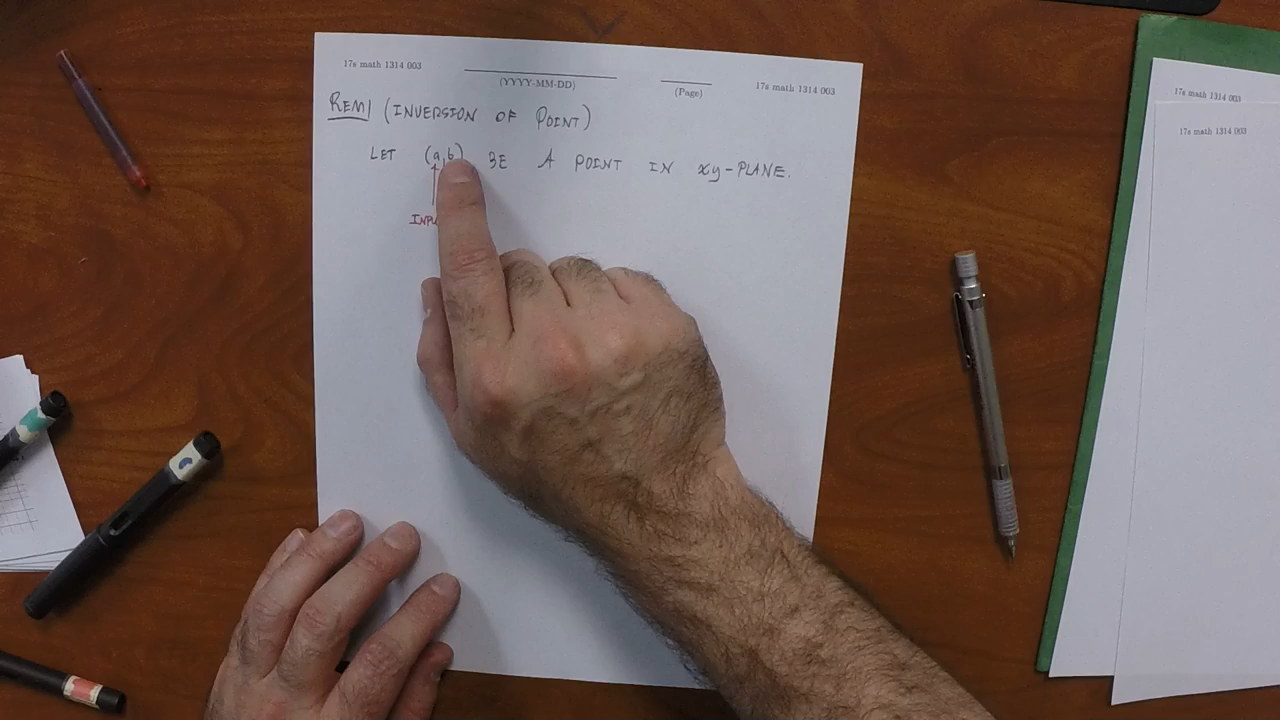 17s math 1314 003 (YYYY-MM-DD) (Page) 17s math 1314 003
REM (INVERSION OF POINT)
LET (a,b) BE A POINT IN xy-PLANE.
17s math 1314 003
17s math 1314 003